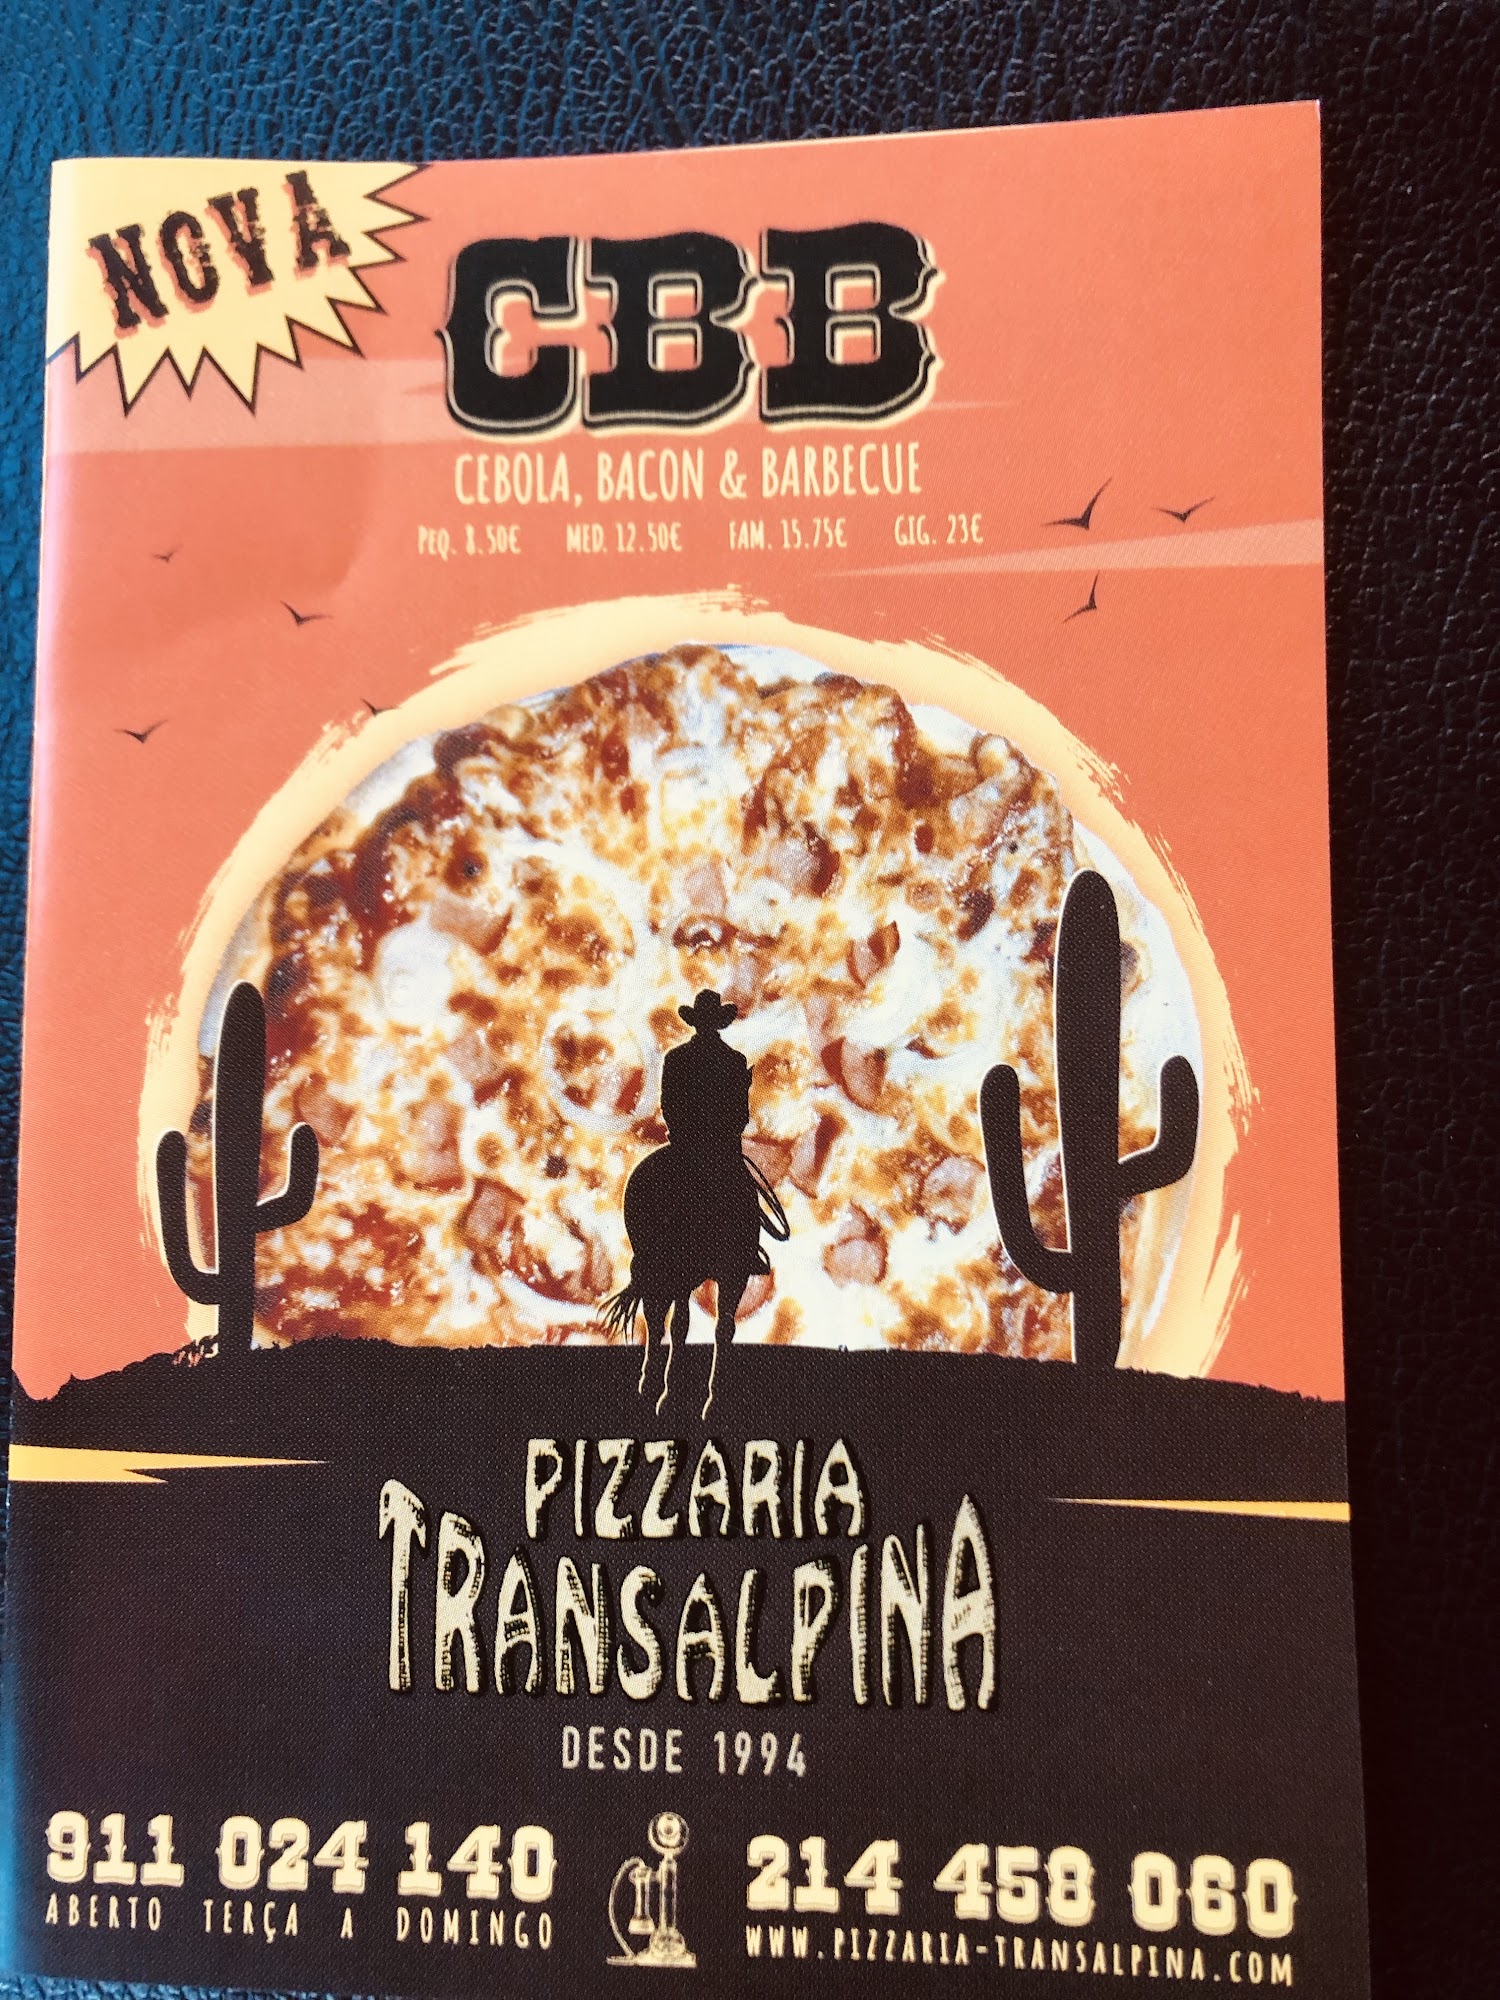 NOVA
CBB
CEBOLA, BACON & BARBECUE
PEQ. 8.50€ MED. 12.50€ FAM. 15.75€ GIG. 23€
PIZZARIA
TRANSALPINA
DESDE 1994
911 024 140
ABERTO TERÇA A DOMINGO
214 458 060
WWW.PIZZARIA-TRANSALPINA.COM